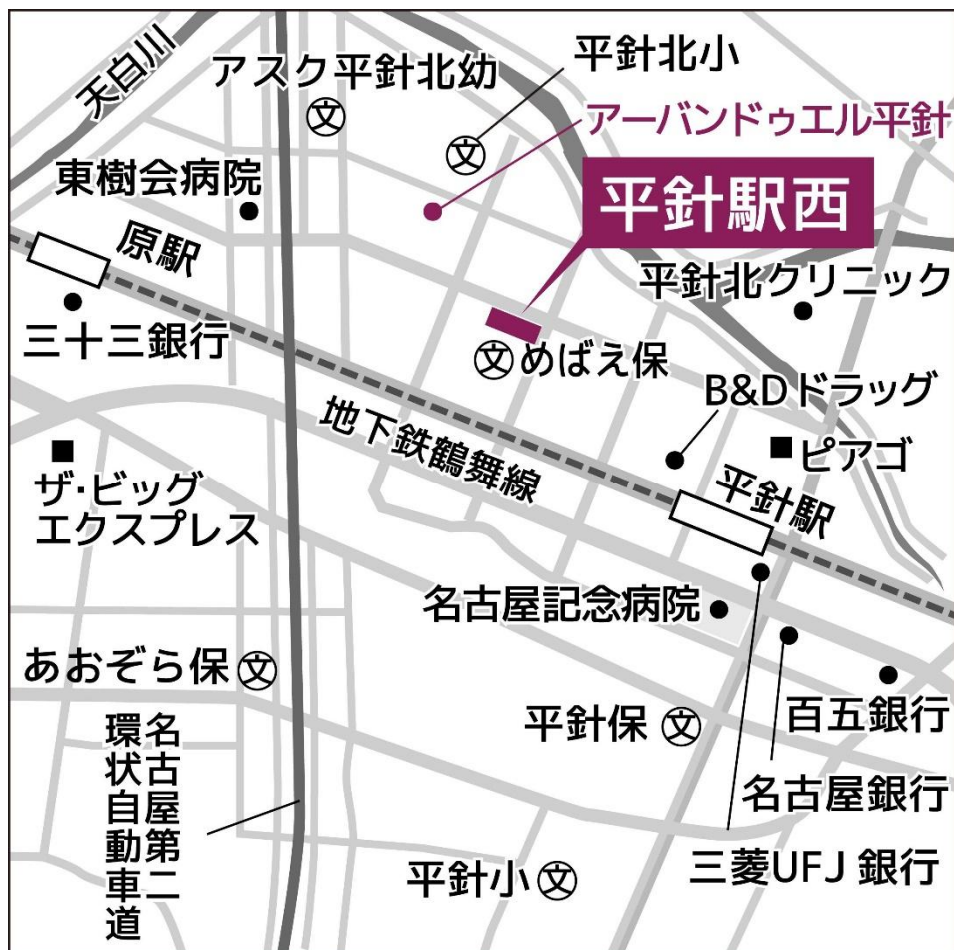 天白川
アスク平針北幼
文
平針北小
文
アーバンドゥエル平針
東樹会病院
平針駅西
原駅
平針北クリニック
三十三銀行
文めばえ保
B&Dドラッグ
地下鉄鶴舞線
ピアゴ
ザ・ビッグ
エクスプレス
平針駅
名古屋記念病院
あおぞら保文
平針保文
百五銀行
名古屋第二
環状自動車道
名古屋銀行
三菱UFJ銀行
平針小文